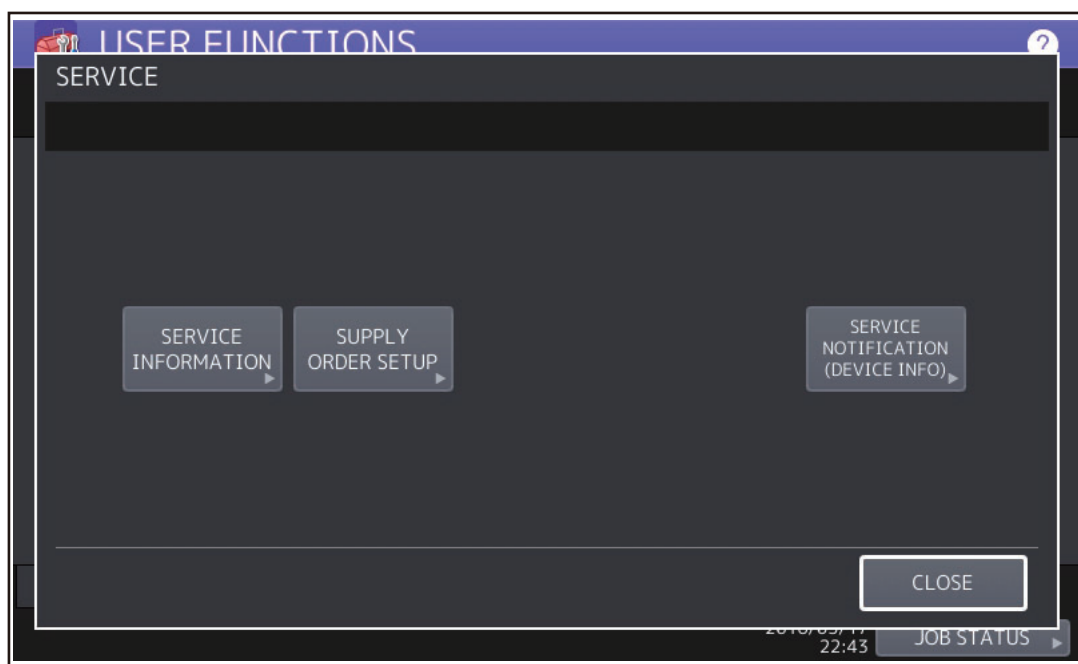 USER FUNCTIONS
?
SERVICE
SERVICE
INFORMATION
SUPPLY
ORDER SETUP
SERVICE
NOTIFICATION
(DEVICE INFO)
CLOSE
22:43
JOB STATUS